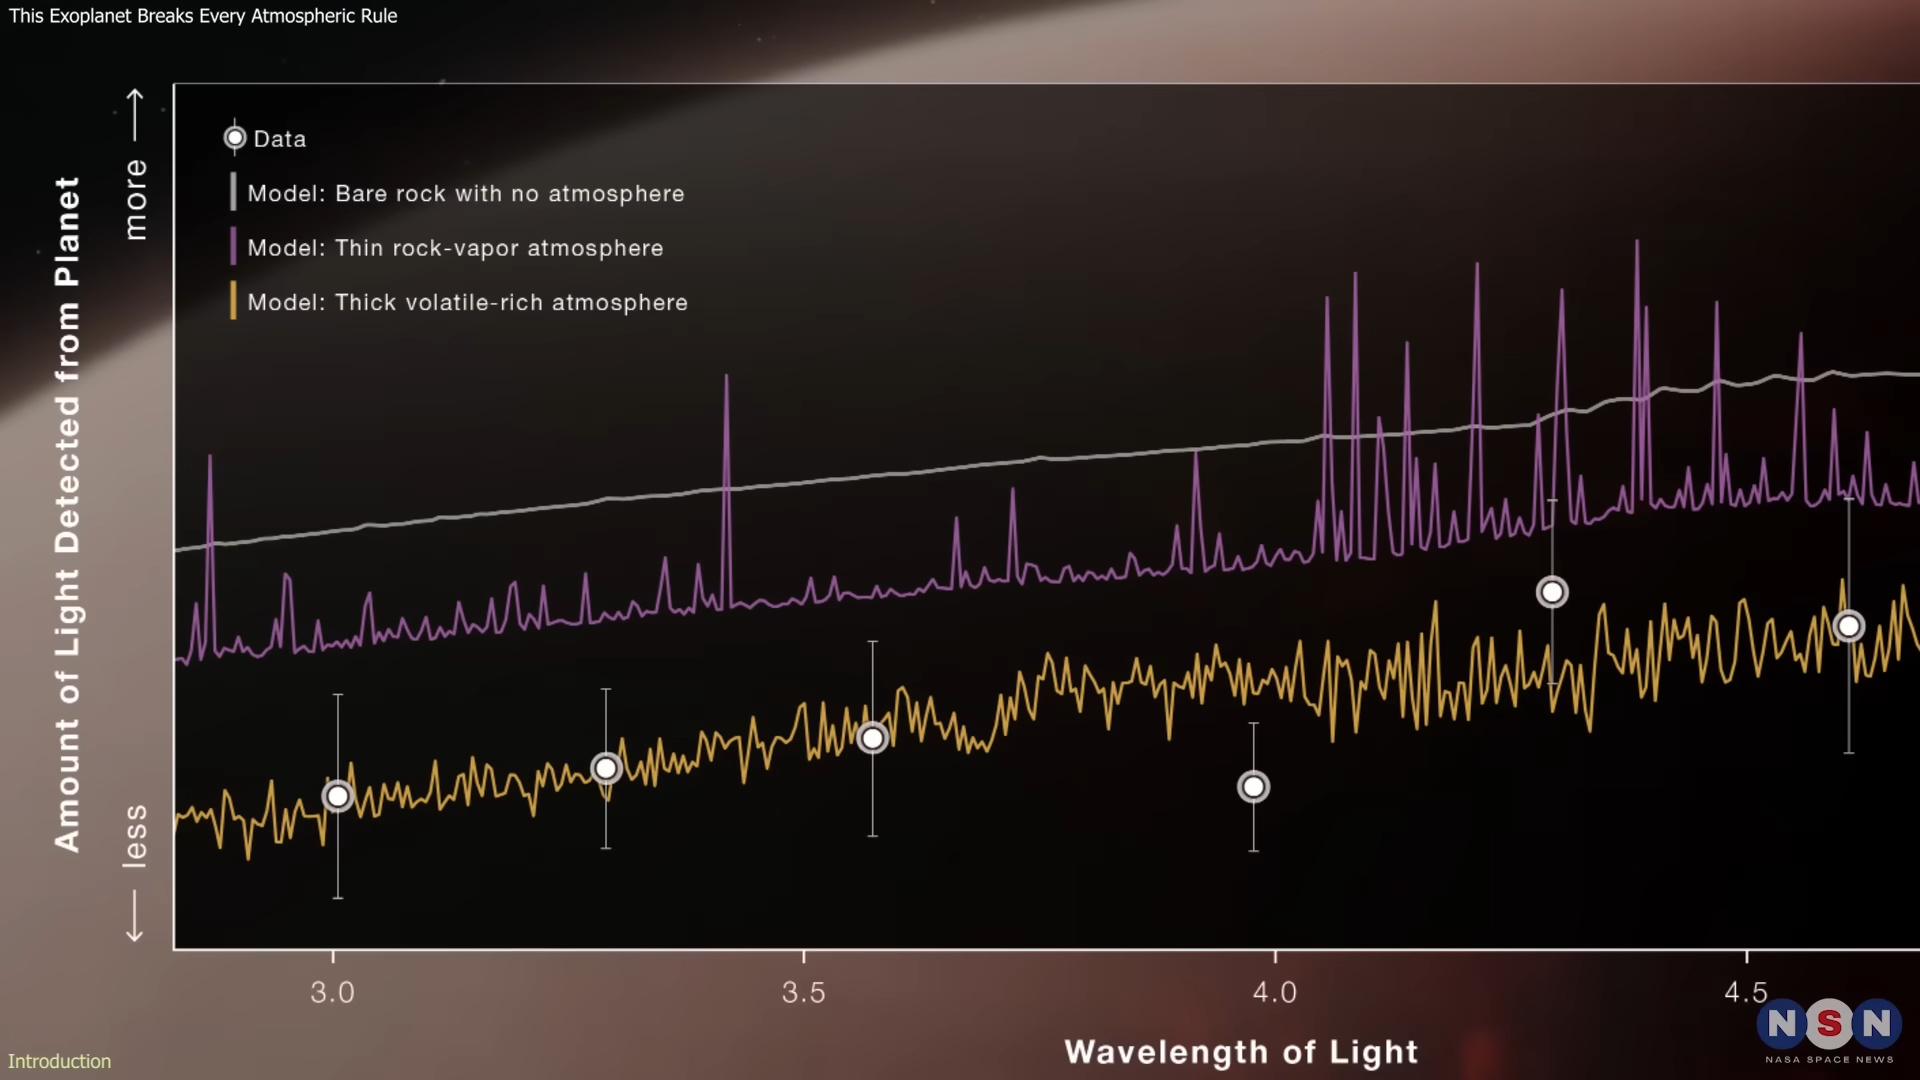 This Exoplanet Breaks Every Atmospheric Rule
Data
Model: Bare rock with no atmosphere
Model: Thin rock-vapor atmosphere
Model: Thick volatile-rich atmosphere
more
Amount of Light Detected from Planet
less
3.0 3.5 4.0 4.5
Wavelength of Light
NSN
NASA SPACE NEWS
Introduction